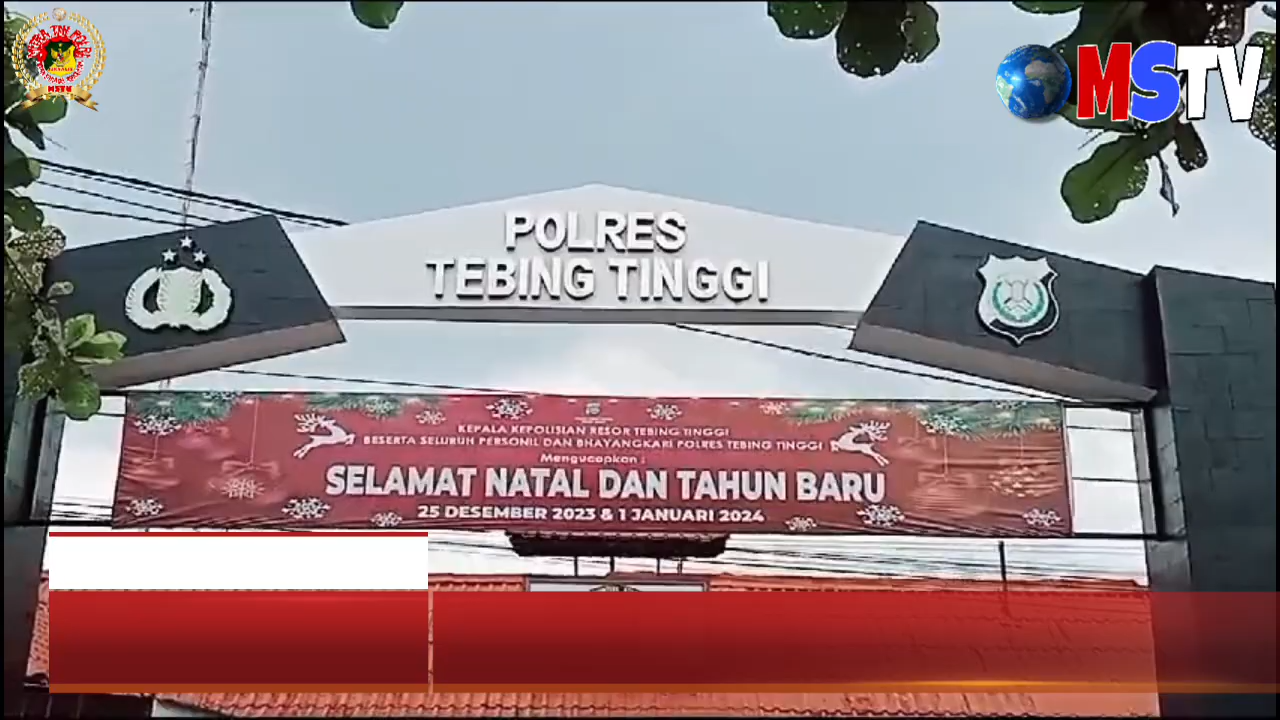 MSTV
POLRES
TEBING TINGGI
KEPALA KEPOLISIAN RESOR TEBING TINGGI
BESERTA SELURUH PERSONIL DAN BHAYANGKARI POLRES TEBING TINGGI
Mengucapkan :
SELAMAT NATAL DAN TAHUN BARU
25 DESEMBER 2023 & 1 JANUARI 2024
MSTV